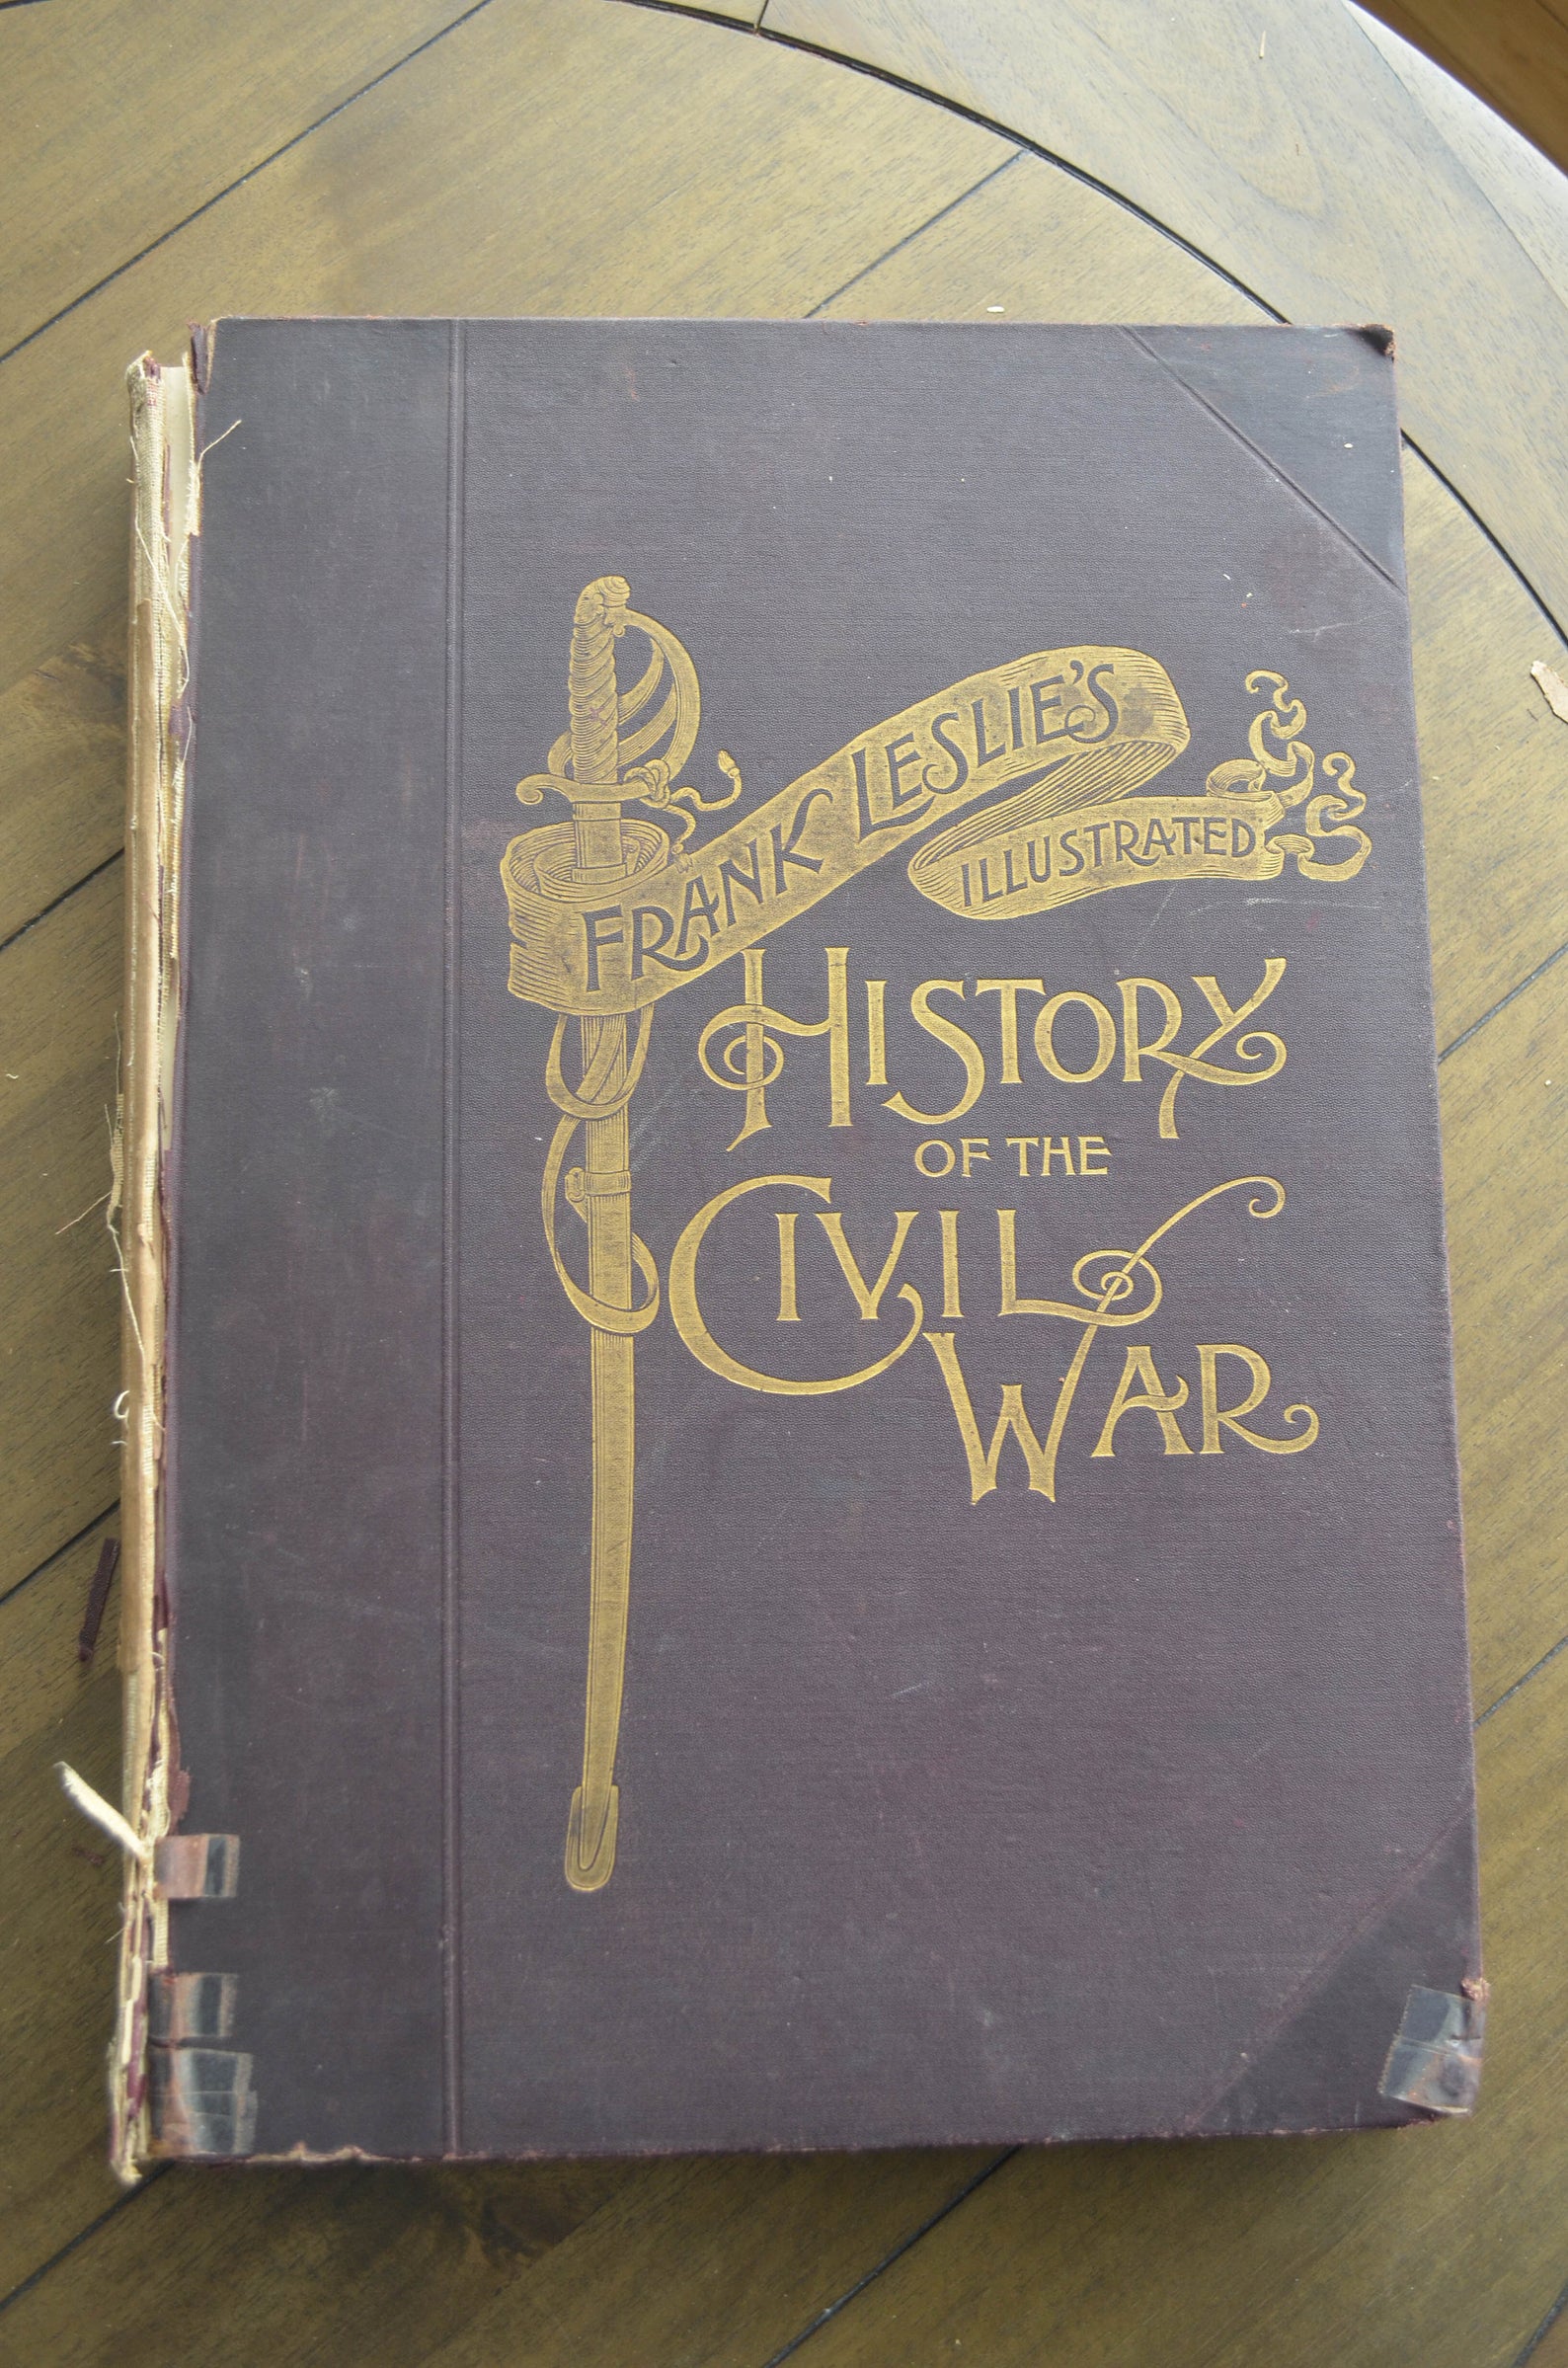 FRANK LESLIE'S
ILLUSTRATED
HISTORY
OF THE
CIVIL
WAR